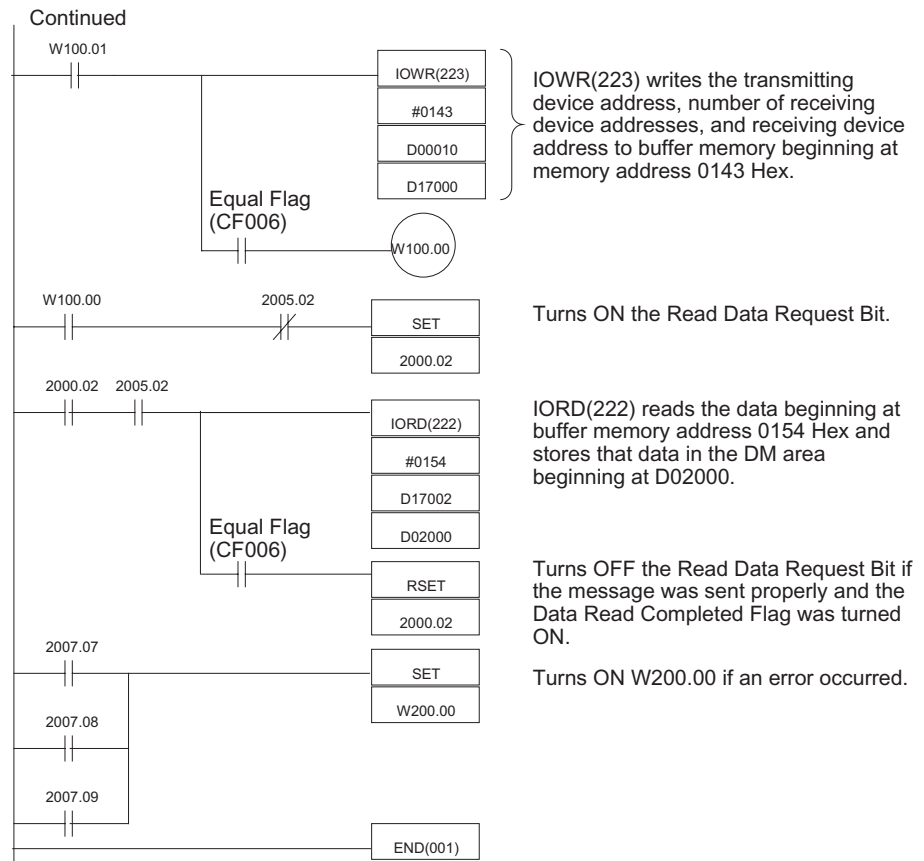 Continued
W100.01
IOWR(223)
#0143
D00010
D17000
IOWR(223) writes the transmitting
device address, number of receiving
device addresses, and receiving device
address to buffer memory beginning at
memory address 0143 Hex.
Equal Flag
(CF006)
W100.00
W100.00
2005.02
SET
2000.02
Turns ON the Read Data Request Bit.
2000.02
2005.02
IORD(222)
#0154
D17002
D02000
IORD(222) reads the data beginning at
buffer memory address 0154 Hex and
stores that data in the DM area
beginning at D02000.
Equal Flag
(CF006)
RSET
2000.02
Turns OFF the Read Data Request Bit if
the message was sent properly and the
Data Read Completed Flag was turned
ON.
2007.07
SET
W200.00
Turns ON W200.00 if an error occurred.
2007.08
2007.09
END(001)